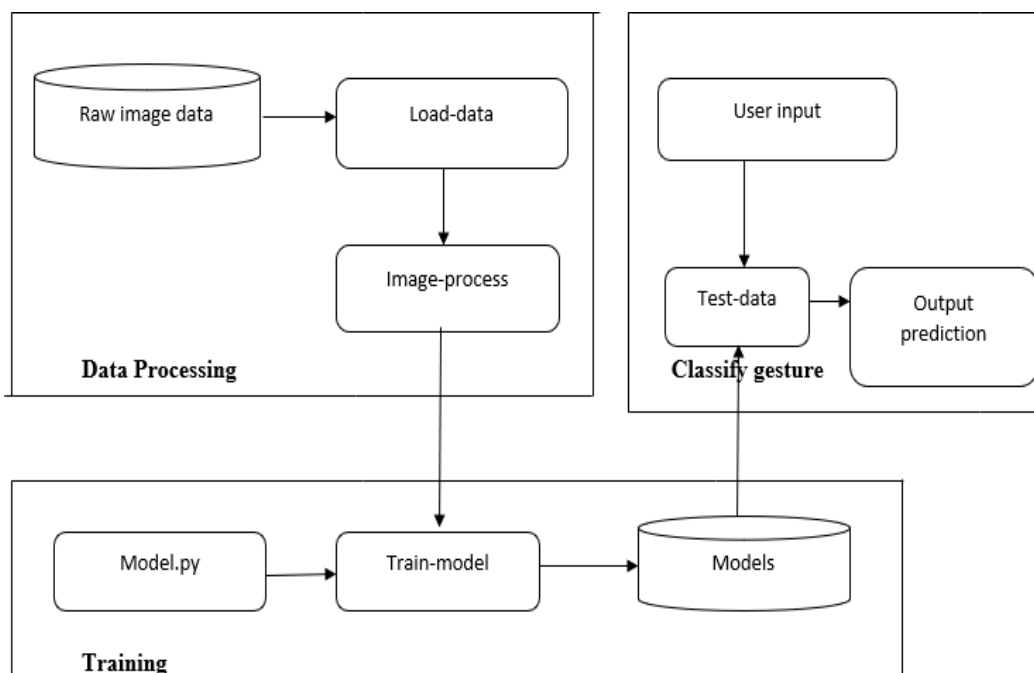 Raw image data
Load-data
Image-process
Data Processing
User input
Test-data
Output
prediction
Classify gesture
Model.py
Train-model
Models
Training